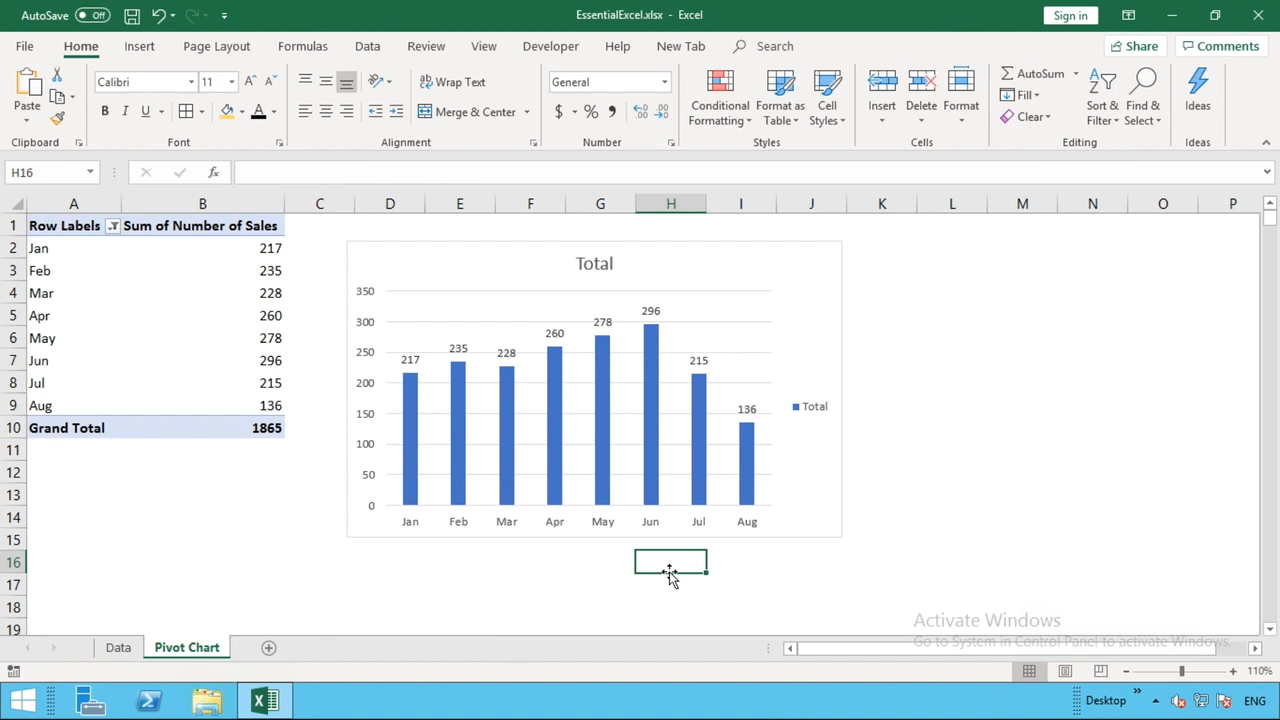 AutoSave Off
EssentialExcel.xlsx - Excel
Sign in
File Home Insert Page Layout Formulas Data Review View Developer Help New Tab Search Share Comments
Paste
Clipboard
Calibri 11
B I U A
Font
Wrap Text
Merge & Center
Alignment
General
$ % ,
Number
Conditional Formatting
Format as Table
Cell Styles
Styles
Insert
Delete
Format
Cells
AutoSum
Fill
Clear
Sort & Filter
Find & Select
Editing
Ideas
Ideas
H16 fx
A B C D E F G H I J K L M N O P
1 Row Labels Sum of Number of Sales
2 Jan 217
3 Feb 235
4 Mar 228
5 Apr 260
6 May 278
7 Jun 296
8 Jul 215
9 Aug 136
10 Grand Total 1865
11
12
13
14
15
16
17
18
19
Total
350
300
250
200
150
100
50
0
217 235 228 260 278 296 215 136
Jan Feb Mar Apr May Jun Jul Aug
Total
Activate Windows
Go to System in Control Panel to activate Windows.
Data Pivot Chart
110%
Desktop ENG